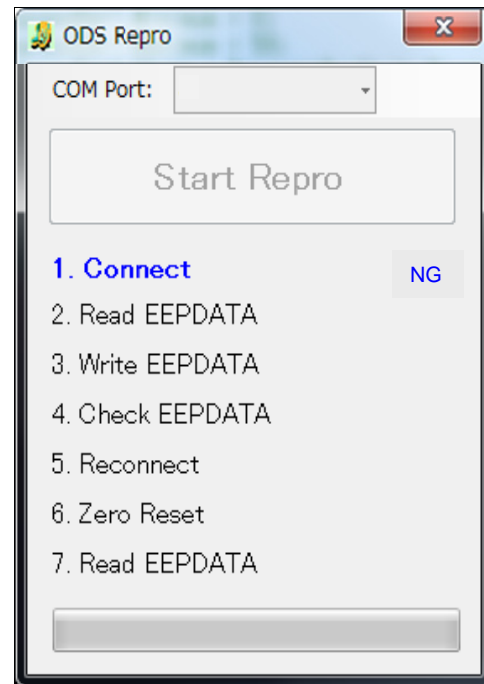 ODS Repro
COM Port:
Start Repro
1. Connect NG
2. Read EEPDATA
3. Write EEPDATA
4. Check EEPDATA
5. Reconnect
6. Zero Reset
7. Read EEPDATA